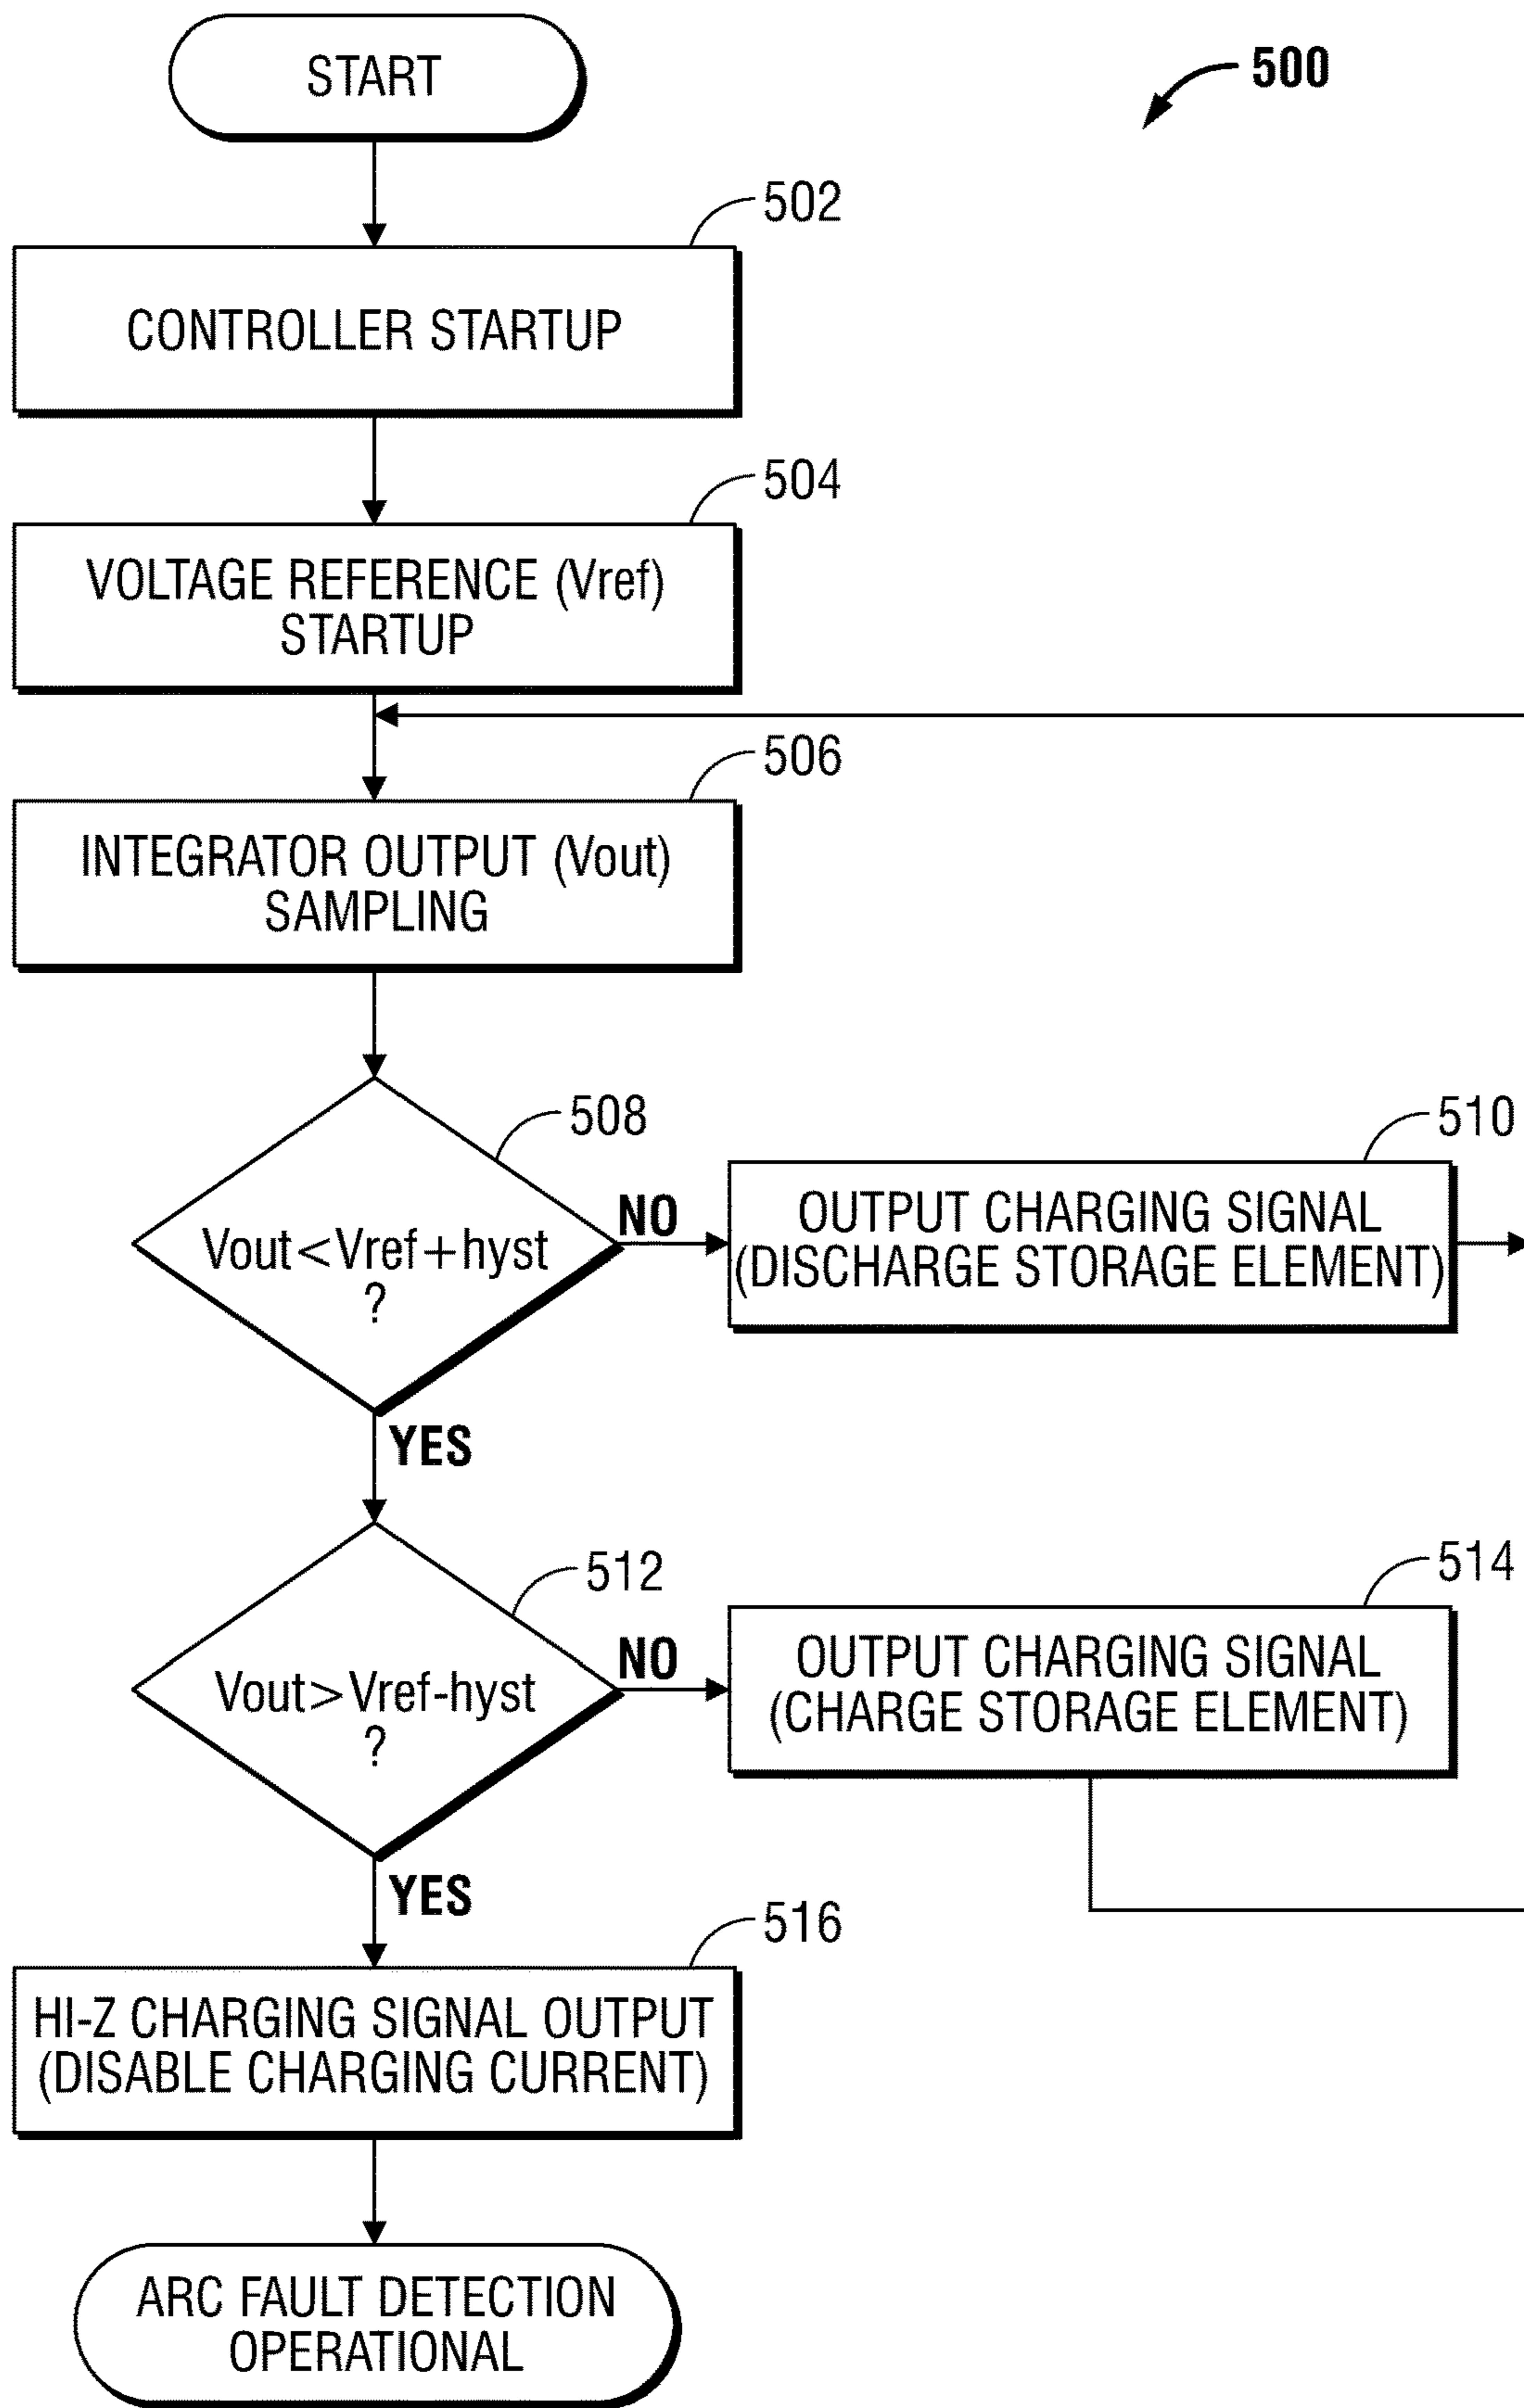 START
500
502
CONTROLLER STARTUP
504
VOLTAGE REFERENCE (Vref)
STARTUP
506
INTEGRATOR OUTPUT (Vout)
SAMPLING
508
Vout<Vref+hyst
?
NO
510
OUTPUT CHARGING SIGNAL
(DISCHARGE STORAGE ELEMENT)
YES
512
Vout>Vref-hyst
?
NO
514
OUTPUT CHARGING SIGNAL
(CHARGE STORAGE ELEMENT)
YES
516
HI-Z CHARGING SIGNAL OUTPUT
(DISABLE CHARGING CURRENT)
ARC FAULT DETECTION
OPERATIONAL